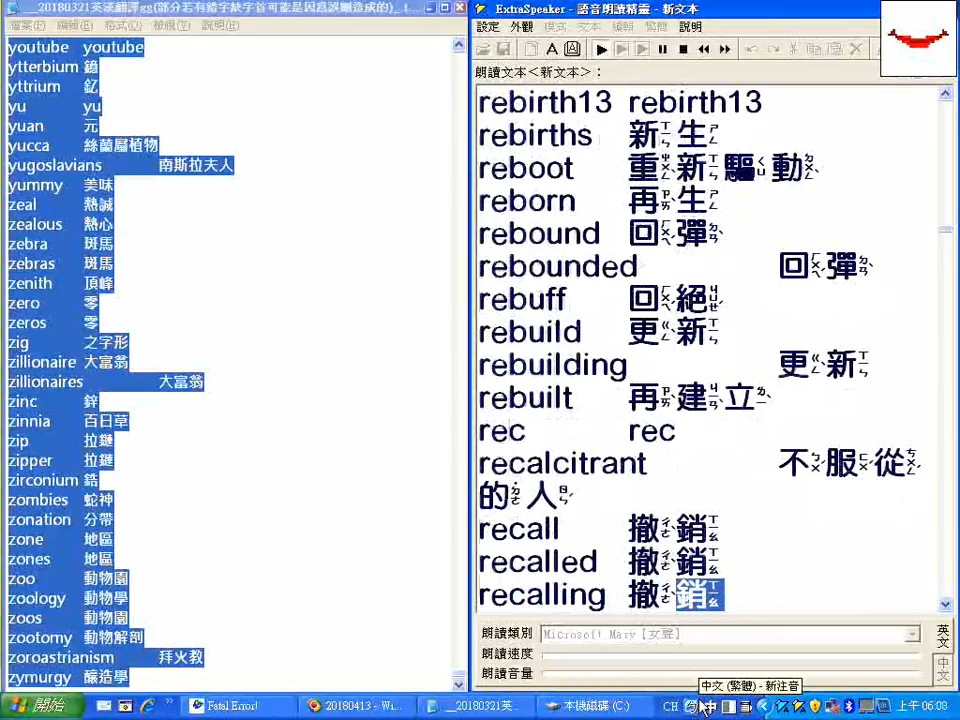 __20180321英漢翻譯gg(部分若有錯字缺字首可能是因為誤刪造成的)_
檔案(F) 編輯(E) 格式(O) 檢視(V) 說明(H)
youtube youtube
ytterbium 鐿
yttrium 釔
yu yu
yuan 元
yucca 絲蘭屬植物
yugoslavians 南斯拉夫人
yummy 美味
zeal 熱誠
zealous 熱心
zebra 斑馬
zebras 斑馬
zenith 頂峰
zero 零
zeros 零
zig 之字形
zillionaire 大富翁
zillionaires 大富翁
zinc 鋅
zinnia 百日草
zip 拉鏈
zipper 拉鏈
zirconium 鋯
zombies 蛇神
zonation 分帶
zone 地區
zones 地區
zoo 動物園
zoology 動物學
zoos 動物園
zootomy 動物解剖
zoroastrianism 拜火教
zymurgy 釀造學
ExtraSpeaker - 語音朗讀精靈 - 新文本
設定 外觀 模式 文本 編輯 繁簡 說明
朗讀文本<新文本>:
rebirth13 rebirth13
rebirths 新生
reboot 重新驅動
reborn 再生
rebound 回彈
rebounded 回彈
rebuff 回絕
rebuild 更新
rebuilding 更新
rebuilt 再建立
rec rec
recalcitrant 不服從
的人
recall 撤銷
recalled 撤銷
recalling 撤銷
朗讀類別 Microsoft Mary【女聲】
朗讀速度
朗讀音量
英文
中文
中文 (繁體) - 新注音
開始 Fatal Error! 20180413 - Wi... __20180321英... 本機磁碟 (C:) CH 上午 06:08